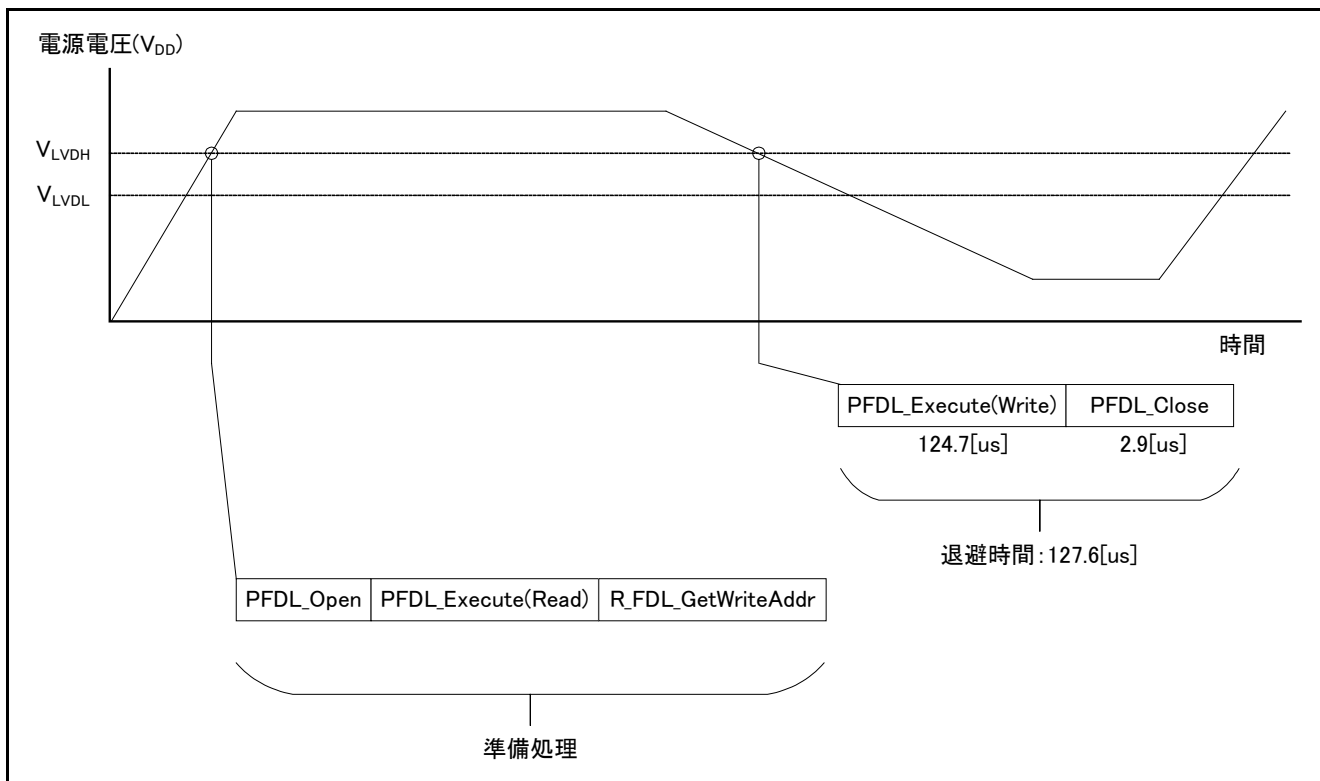 電源電圧(VDD)
VLVDH
VLVDL
時間
PFDL_Execute(Write) PFDL_Close
124.7[us] 2.9[us]
退避時間：127.6[us]
PFDL_Open PFDL_Execute(Read) R_FDL_GetWriteAddr
準備処理